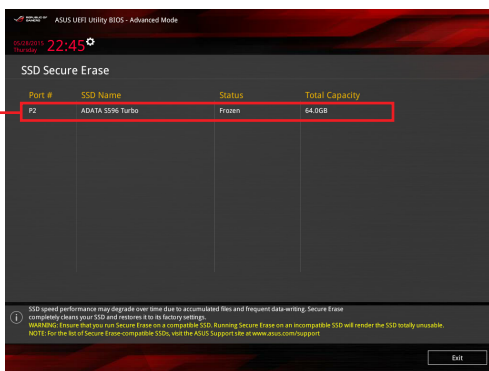 REPUBLIC OF GAMERS
ASUS UEFI Utility BIOS - Advanced Mode
05/28/2015
Thursday
22:45
SSD Secure Erase
Port # SSD Name Status Total Capacity
P2 ADATA S596 Turbo Frozen 64.0GB
SSD speed performance may degrade over time due to accumulated files and frequent data-writing. Secure Erase
completely cleans your SSD and restores it to its factory settings.
WARNING: Ensure that you run Secure Erase on a compatible SSD. Running Secure Erase on an incompatible SSD will render the SSD totally unusable.
NOTE: For the list of Secure Erase-compatible SSDs, visit the ASUS Support site at www.asus.com/support
Exit